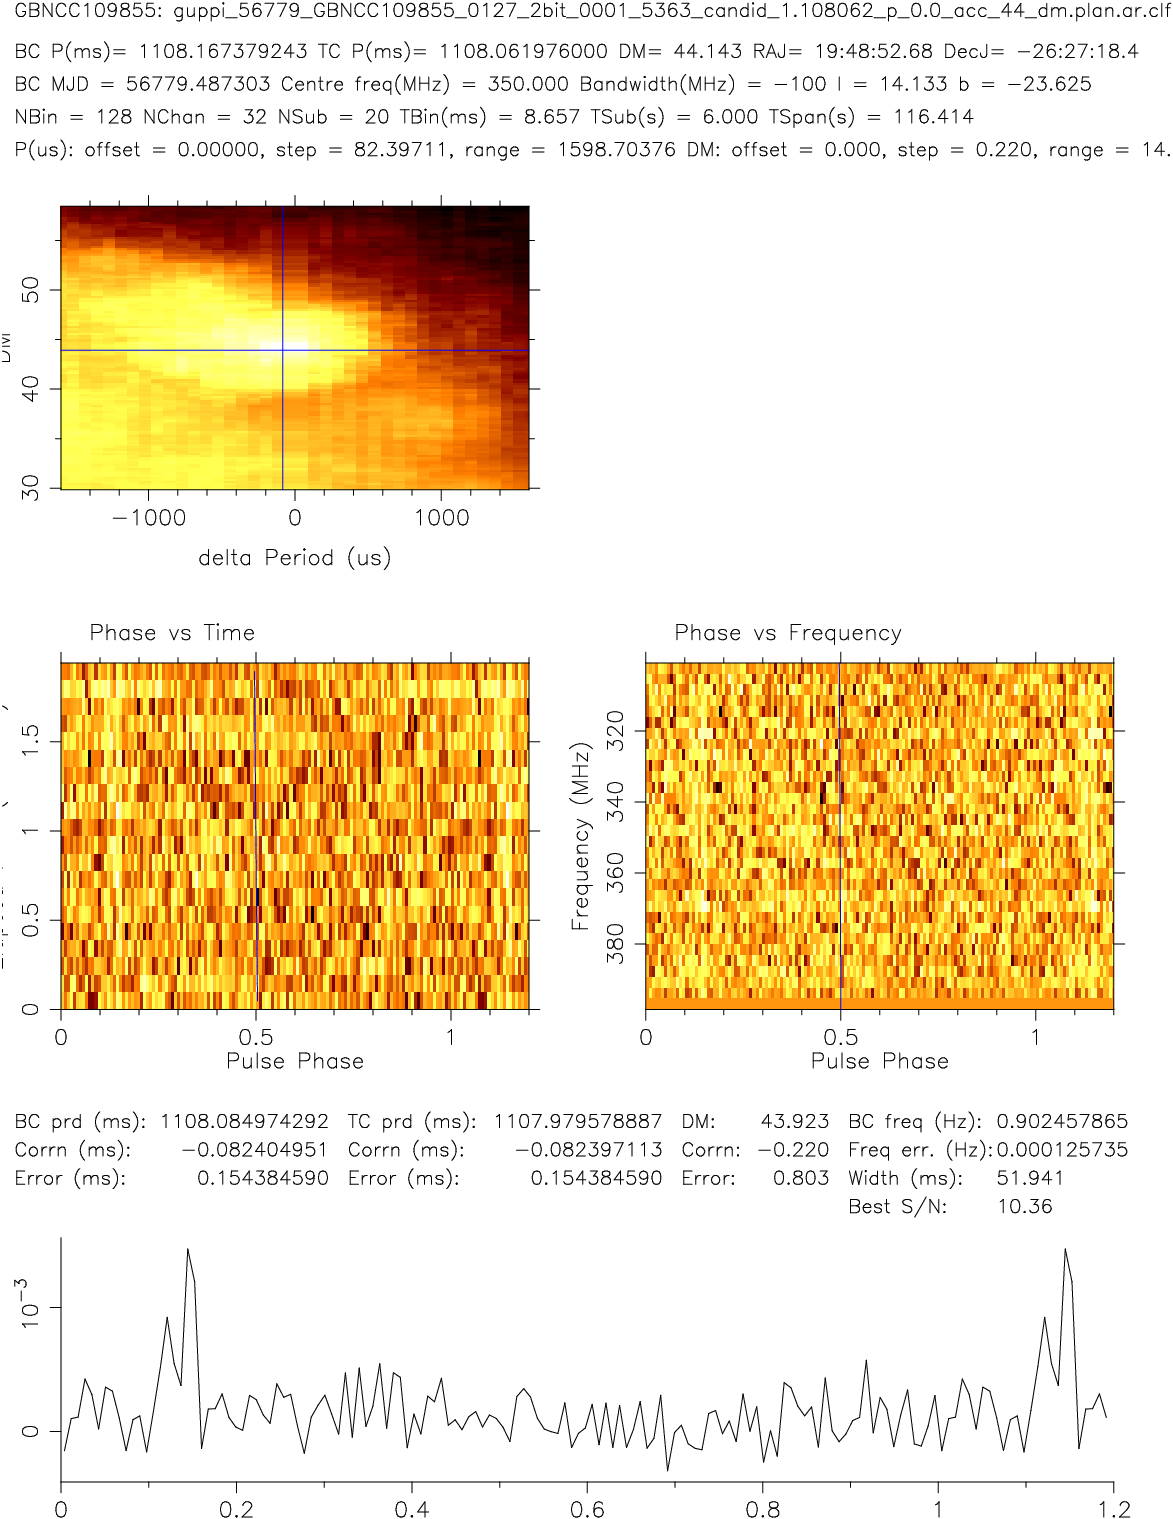 GBNCC109855: guppi_56779_GBNCC109855_0127_2bit_0001_5363_candid_1.108062_p_0.0_acc_44_dm.plan.ar.clf
BC P(ms)= 1108.167379243 TC P(ms)= 1108.061976000 DM= 44.143 RAJ= 19:48:52.68 DecJ= −26:27:18.4
BC MJD = 56779.487303 Centre freq(MHz) = 350.000 Bandwidth(MHz) = −100 l = 14.133 b = −23.625
NBin = 128 NChan = 32 NSub = 20 TBin(ms) = 8.657 TSub(s) = 6.000 TSpan(s) = 116.414
P(us): offset = 0.00000, step = 82.39711, range = 1598.70376 DM: offset = 0.000, step = 0.220, range = 14.
50
40
30
DM
−1000 0 1000
delta Period (us)
Phase vs Time
1.5
1
0.5
0
0 0.5 1
Pulse Phase
Phase vs Frequency
320
340
360
380
Frequency (MHz)
0 0.5 1
Pulse Phase
BC prd (ms): 1108.084974292 TC prd (ms): 1107.979578887 DM: 43.923 BC freq (Hz): 0.902457865
Corrn (ms): −0.082404951 Corrn (ms): −0.082397113 Corrn: −0.220 Freq err. (Hz): 0.000125735
Error (ms): 0.154384590 Error (ms): 0.154384590 Error: 0.803 Width (ms): 51.941
Best S/N: 10.36
10−3
0
0 0.2 0.4 0.6 0.8 1 1.2